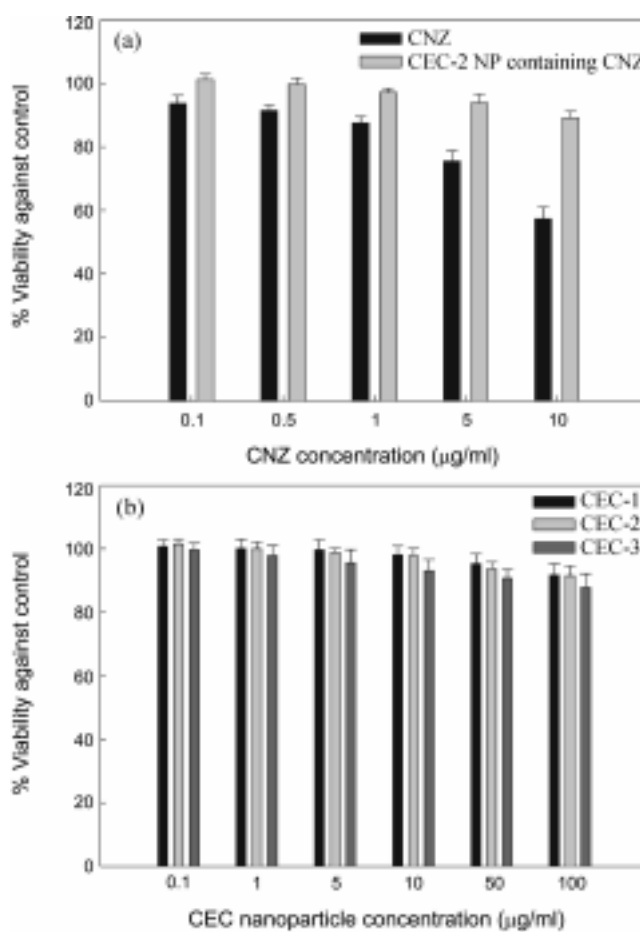 120
(a)
CNZ
CEC-2 NP containing CNZ
100
80
60
40
20
0
% Viability against control
0.1 0.5 1 5 10
CNZ concentration (μg/ml)
120
(b)
CEC-1
CEC-2
CEC-3
100
80
60
40
20
0
% Viability against control
0.1 1 5 10 50 100
CEC nanoparticle concentration (μg/ml)